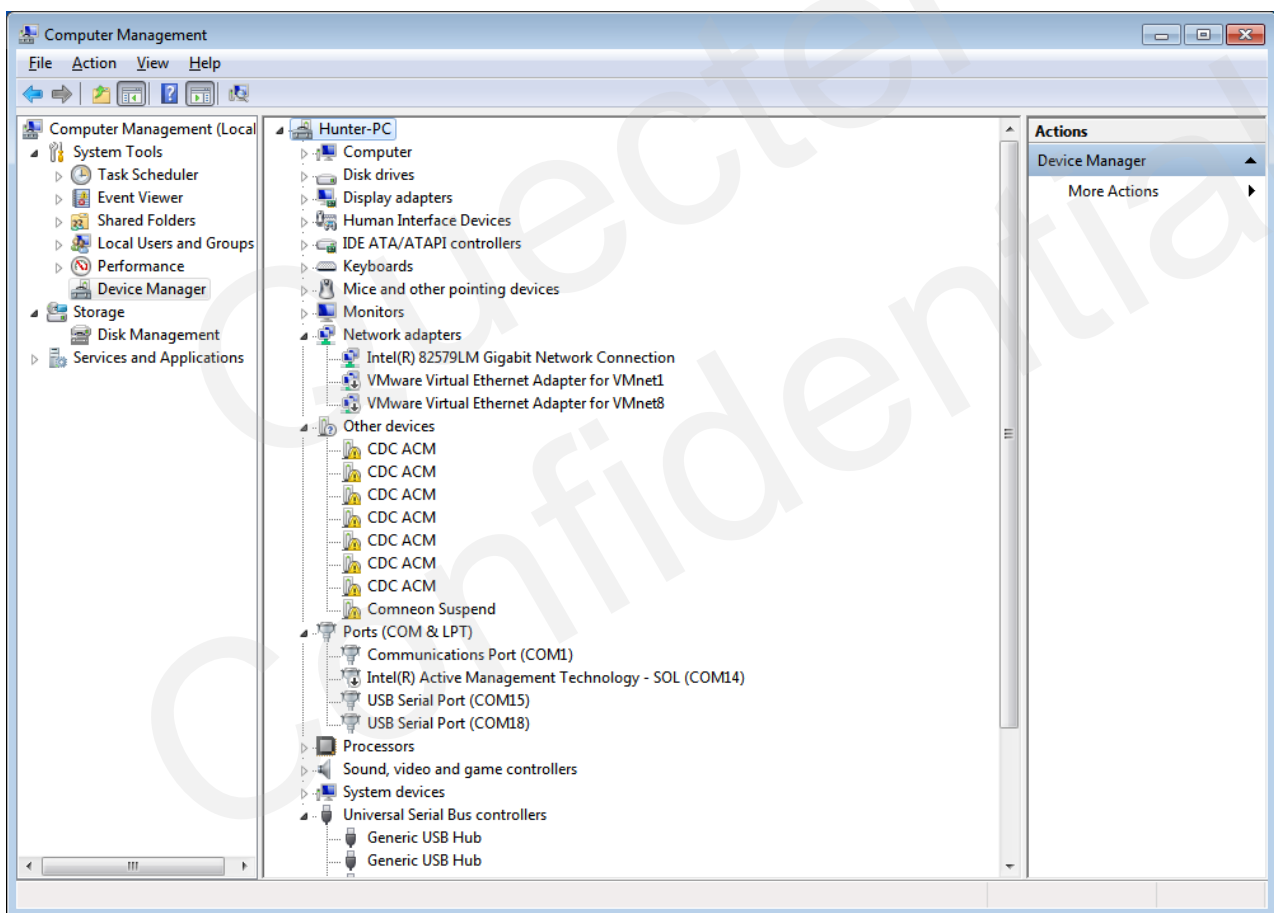 Computer Management
File Action View Help
Computer Management (Local
System Tools
Task Scheduler
Event Viewer
Shared Folders
Local Users and Groups
Performance
Device Manager
Storage
Disk Management
Services and Applications
Hunter-PC
Computer
Disk drives
Display adapters
Human Interface Devices
IDE ATA/ATAPI controllers
Keyboards
Mice and other pointing devices
Monitors
Network adapters
Intel(R) 82579LM Gigabit Network Connection
VMware Virtual Ethernet Adapter for VMnet1
VMware Virtual Ethernet Adapter for VMnet8
Other devices
CDC ACM
CDC ACM
CDC ACM
CDC ACM
CDC ACM
CDC ACM
CDC ACM
Comneon Suspend
Ports (COM & LPT)
Communications Port (COM1)
Intel(R) Active Management Technology - SOL (COM14)
USB Serial Port (COM15)
USB Serial Port (COM18)
Processors
Sound, video and game controllers
System devices
Universal Serial Bus controllers
Generic USB Hub
Generic USB Hub
Actions
Device Manager
More Actions
Quectel
Confidential